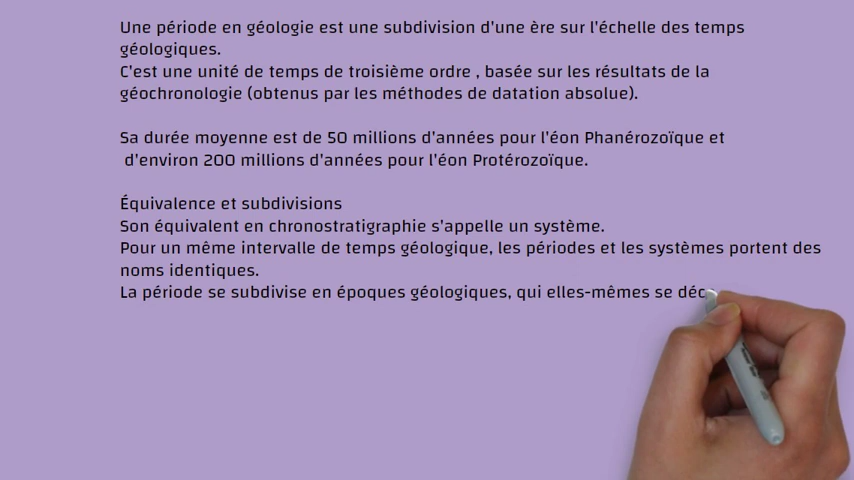 Une période en géologie est une subdivision d'une ère sur l'échelle des temps
géologiques.
C'est une unité de temps de troisième ordre , basée sur les résultats de la
géochronologie (obtenus par les méthodes de datation absolue).
Sa durée moyenne est de 50 millions d'années pour l'éon Phanérozoïque et
d'environ 200 millions d'années pour l'éon Protérozoïque.
Équivalence et subdivisions
Son équivalent en chronostratigraphie s'appelle un système.
Pour un même intervalle de temps géologique, les périodes et les systèmes portent des
noms identiques.
La période se subdivise en époques géologiques, qui elles-mêmes se déc